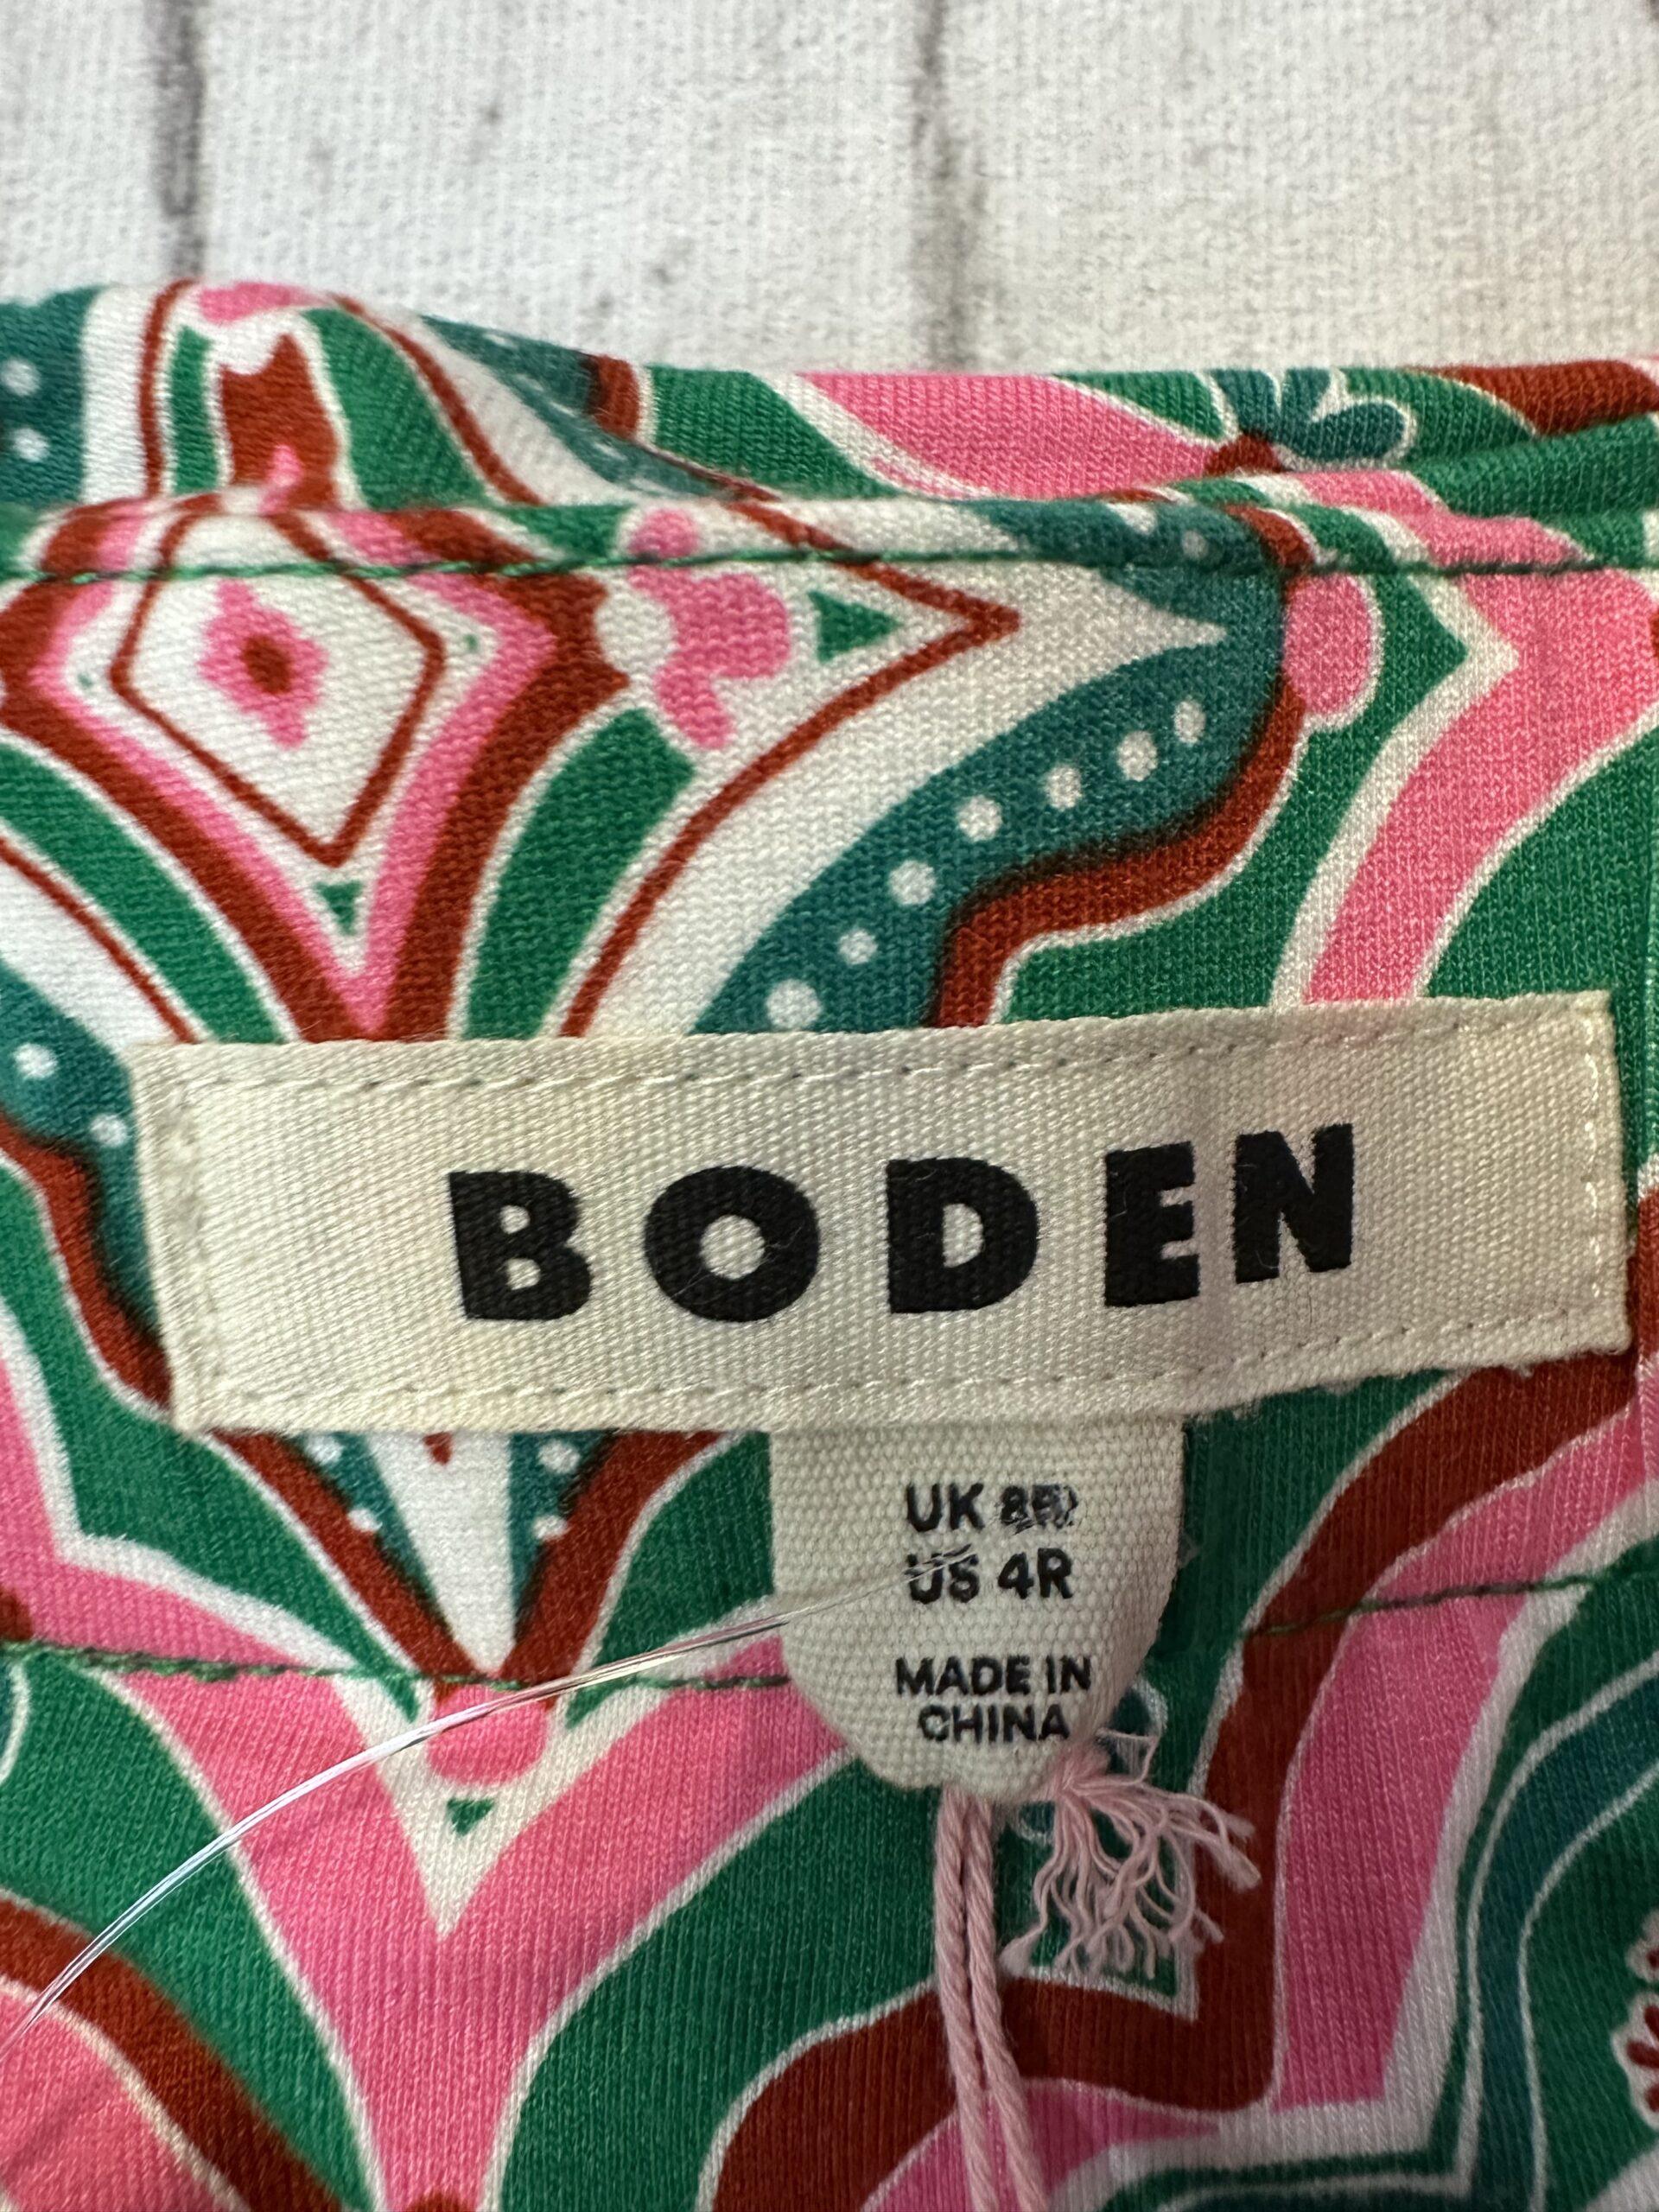 BODEN
UK 8R
US 4R
MADE IN
CHINA